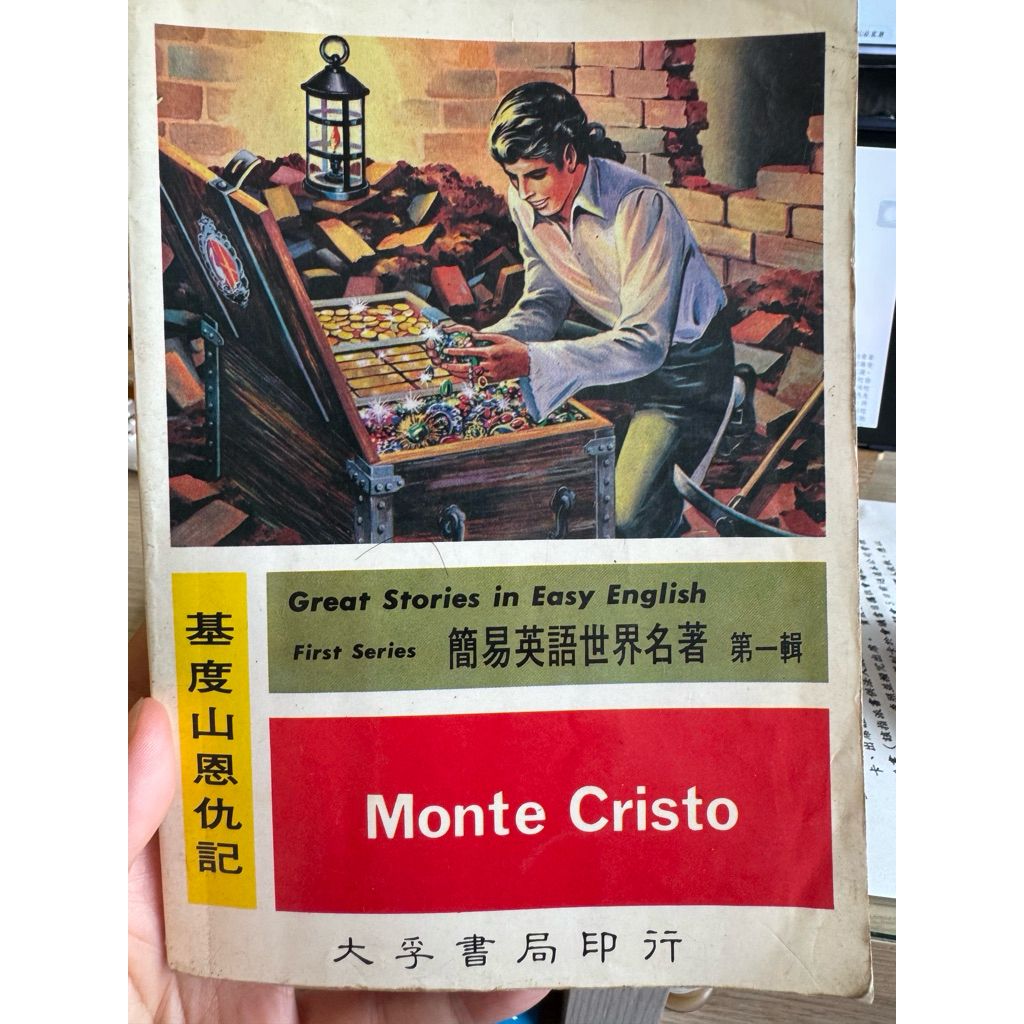 Great Stories in Easy English
First Series 簡易英語世界名著 第一輯
基度山恩仇記
Monte Cristo
大孚書局印行